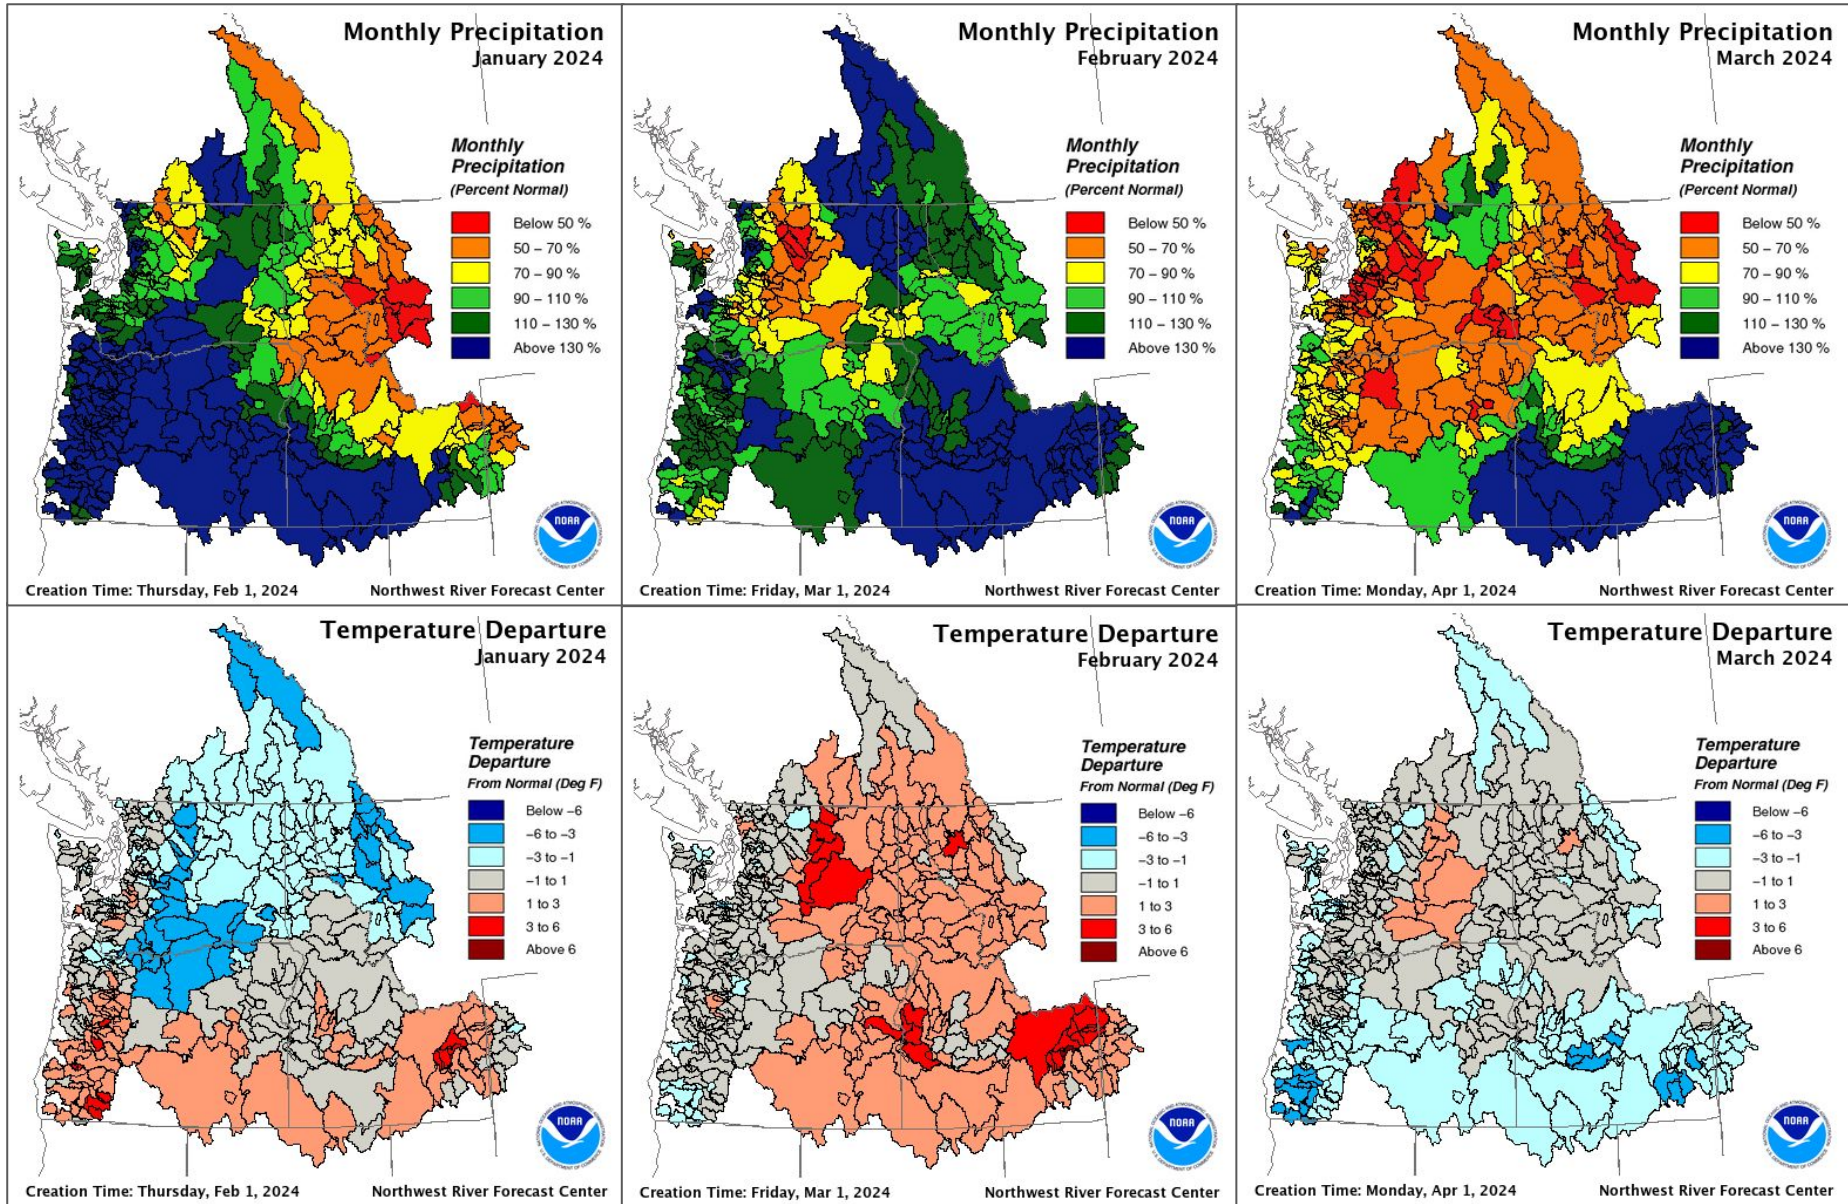 Monthly Precipitation
January 2024
Monthly
Precipitation
(Percent Normal)
Below 50 %
50 – 70 %
70 – 90 %
90 – 110 %
110 – 130 %
Above 130 %
NOAA
Creation Time: Thursday, Feb 1, 2024
Northwest River Forecast Center
Monthly Precipitation
February 2024
Monthly
Precipitation
(Percent Normal)
Below 50 %
50 – 70 %
70 – 90 %
90 – 110 %
110 – 130 %
Above 130 %
NOAA
Creation Time: Friday, Mar 1, 2024
Northwest River Forecast Center
Monthly Precipitation
March 2024
Monthly
Precipitation
(Percent Normal)
Below 50 %
50 – 70 %
70 – 90 %
90 – 110 %
110 – 130 %
Above 130 %
NOAA
Creation Time: Monday, Apr 1, 2024
Northwest River Forecast Center
Temperature Departure
January 2024
Temperature
Departure
From Normal (Deg F)
Below −6
−6 to −3
−3 to −1
−1 to 1
1 to 3
3 to 6
Above 6
NOAA
Creation Time: Thursday, Feb 1, 2024
Northwest River Forecast Center
Temperature Departure
February 2024
Temperature
Departure
From Normal (Deg F)
Below −6
−6 to −3
−3 to −1
−1 to 1
1 to 3
3 to 6
Above 6
NOAA
Creation Time: Friday, Mar 1, 2024
Northwest River Forecast Center
Temperature Departure
March 2024
Temperature
Departure
From Normal (Deg F)
Below −6
−6 to −3
−3 to −1
−1 to 1
1 to 3
3 to 6
Above 6
NOAA
Creation Time: Monday, Apr 1, 2024
Northwest River Forecast Center